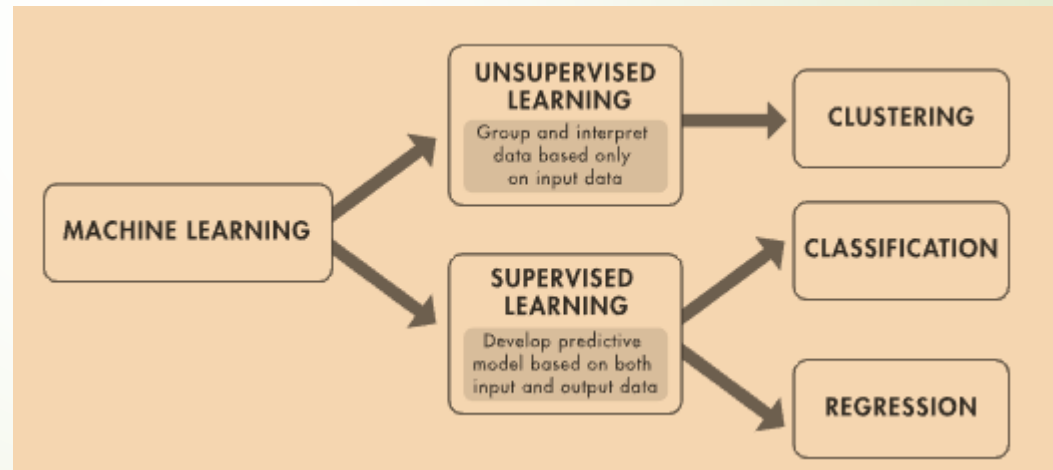 MACHINE LEARNING
UNSUPERVISED
LEARNING
Group and interpret
data based only
on input data
SUPERVISED
LEARNING
Develop predictive
model based on both
input and output data
CLUSTERING
CLASSIFICATION
REGRESSION